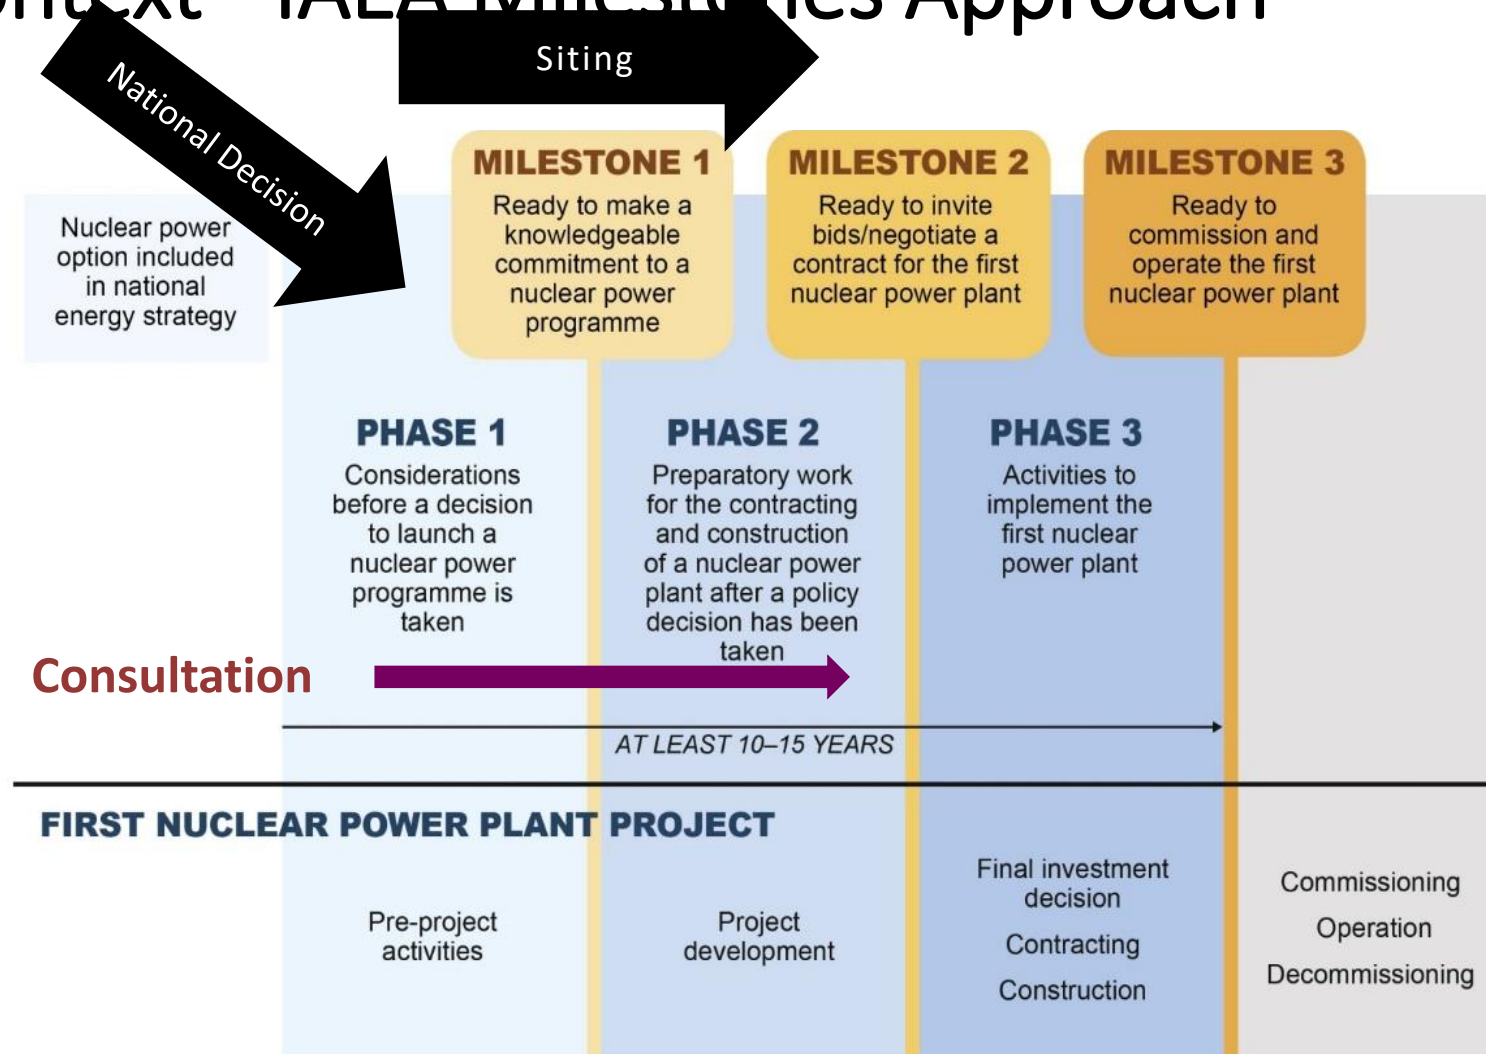 ontext - IAEA Milestones Approach
Siting
National Decision
MILESTONE 1
Ready to make a
knowledgeable
commitment to a
nuclear power
programme
MILESTONE 2
Ready to invite
bids/negotiate a
contract for the first
nuclear power plant
MILESTONE 3
Ready to
commission and
operate the first
nuclear power plant
Nuclear power
option included
in national
energy strategy
PHASE 1
Considerations
before a decision
to launch a
nuclear power
programme is
taken
PHASE 2
Preparatory work
for the contracting
and construction
of a nuclear power
plant after a policy
decision has been
taken
PHASE 3
Activities to
implement the
first nuclear
power plant
Consultation
AT LEAST 10–15 YEARS
FIRST NUCLEAR POWER PLANT PROJECT
Pre-project
activities
Project
development
Final investment
decision
Contracting
Construction
Commissioning
Operation
Decommissioning